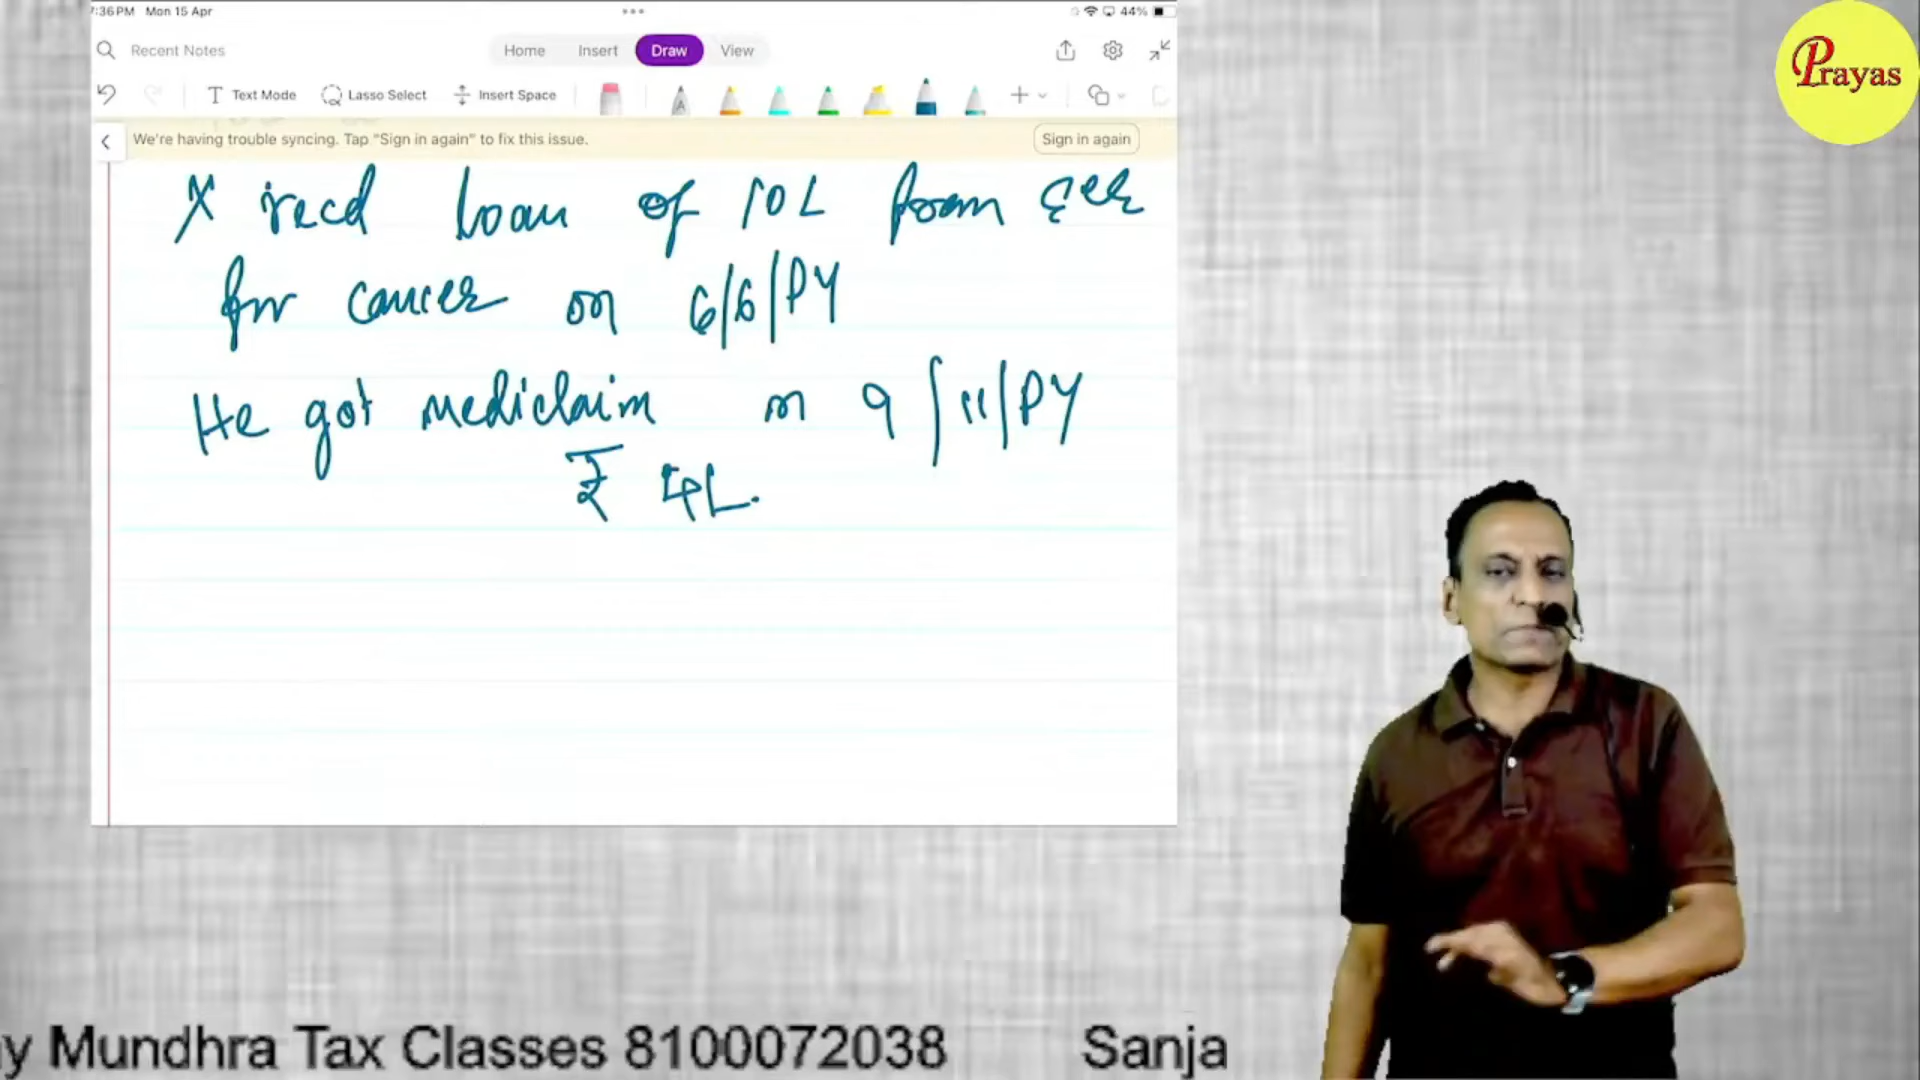 7:36 PM Mon 15 Apr
44%
Recent Notes
Home Insert Draw View
Text Mode Lasso Select Insert Space
We're having trouble syncing. Tap "Sign in again" to fix this issue. Sign in again
X recd loan of 10L from
for cancer on 6/6/PY
He got mediclaim on 9/11/PY
₹ 4L.
Prayas
ay Mundhra Tax Classes 8100072038 Sanja